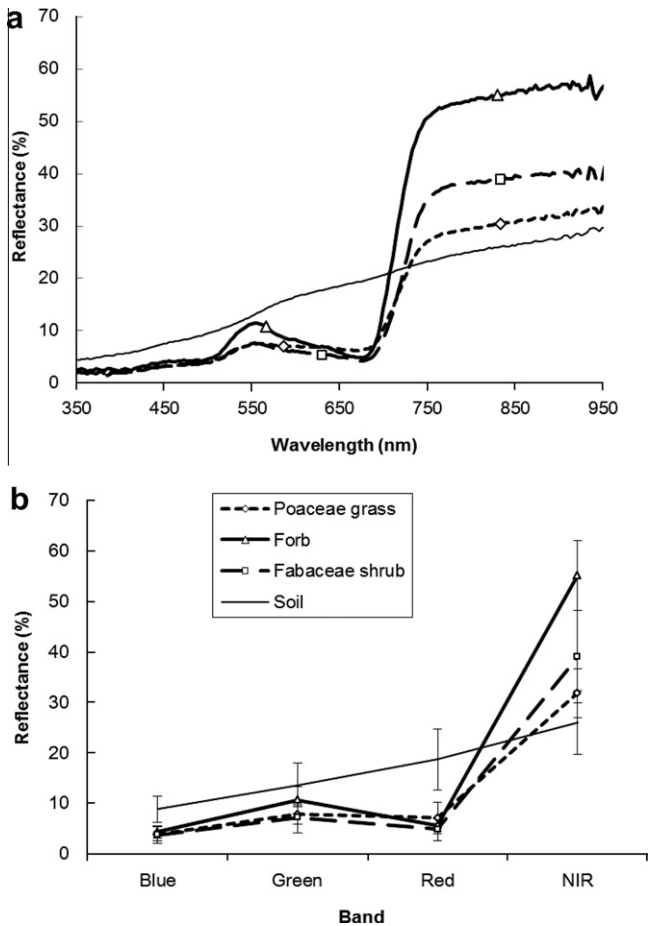 a
70
60
50
40
30
20
10
0
Reflectance (%)
350 450 550 650 750 850 950
Wavelength (nm)
b
70
60
50
40
30
20
10
0
Reflectance (%)
Poaceae grass
Forb
Fabaceae shrub
Soil
Blue Green Red NIR
Band